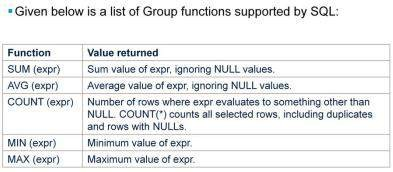 ▪ Given below is a list of Group functions supported by SQL:
Function Value returned
SUM (expr) Sum value of expr, ignoring NULL values.
AVG (expr) Average value of expr, ignoring NULL values.
COUNT (expr) Number of rows where expr evaluates to something other than
NULL. COUNT(*) counts all selected rows, including duplicates
and rows with NULLs.
MIN (expr) Minimum value of expr.
MAX (expr) Maximum value of expr.